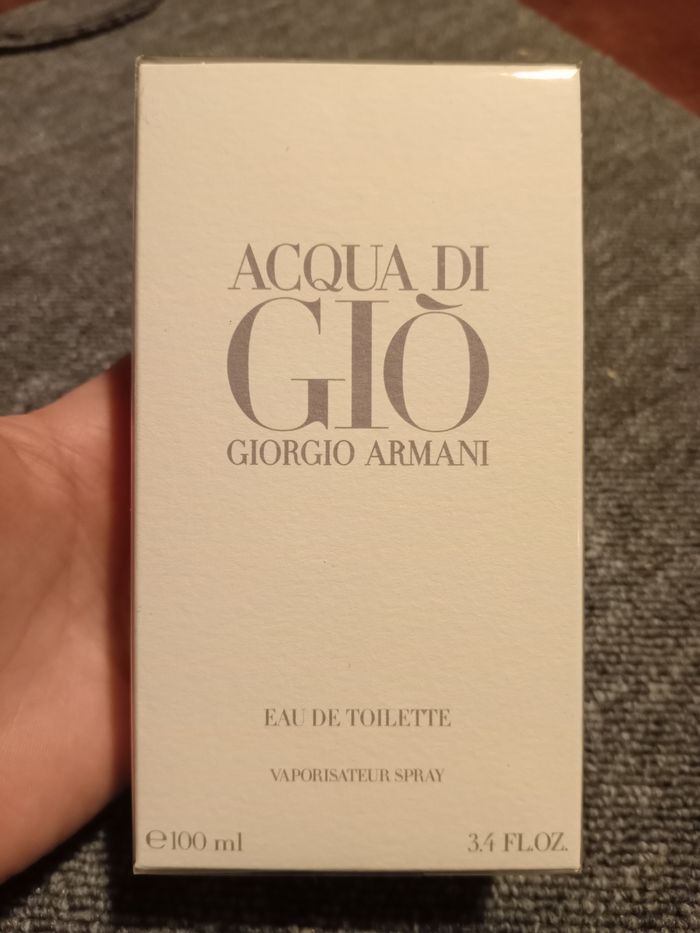 ACQUA DI
GIÒ
GIORGIO ARMANI
EAU DE TOILETTE
VAPORISATEUR SPRAY
℮100 ml 3.4 FL.OZ.